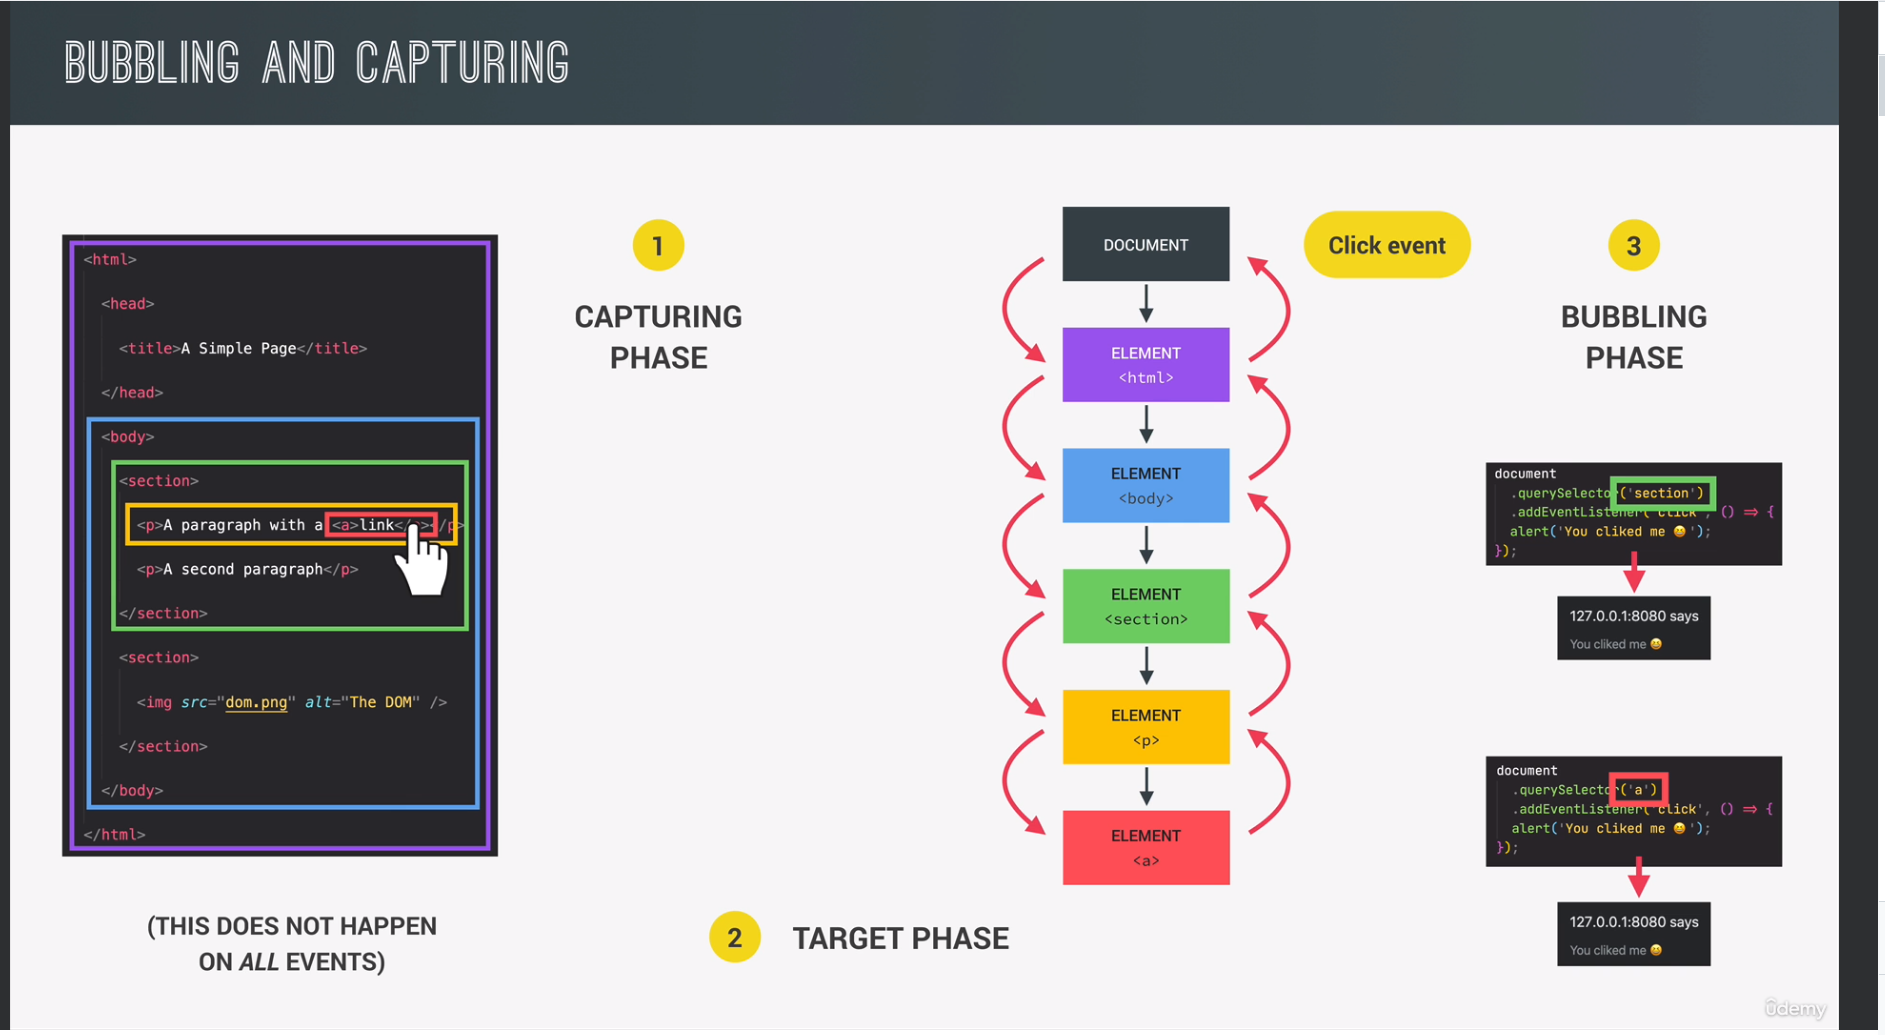 BUBBLING AND CAPTURING
<html>
<head>
<title>A Simple Page</title>
</head>
<body>
<section>
<p>A paragraph with a <a>link</a></p>
<p>A second paragraph</p>
</section>
<section>
<img src="dom.png" alt="The DOM" />
</section>
</body>
</html>
(THIS DOES NOT HAPPEN
ON ALL EVENTS)
1
CAPTURING
PHASE
2
TARGET PHASE
DOCUMENT
ELEMENT
<html>
ELEMENT
<body>
ELEMENT
<section>
ELEMENT
<p>
ELEMENT
<a>
Click event
3
BUBBLING
PHASE
document
.querySelector('section')
.addEventListener('click', () => {
alert('You cliked me 😄');
});
127.0.0.1:8080 says
You cliked me 😄
document
.querySelector('a')
.addEventListener('click', () => {
alert('You cliked me 😄');
});
127.0.0.1:8080 says
You cliked me 😄
ûdemy